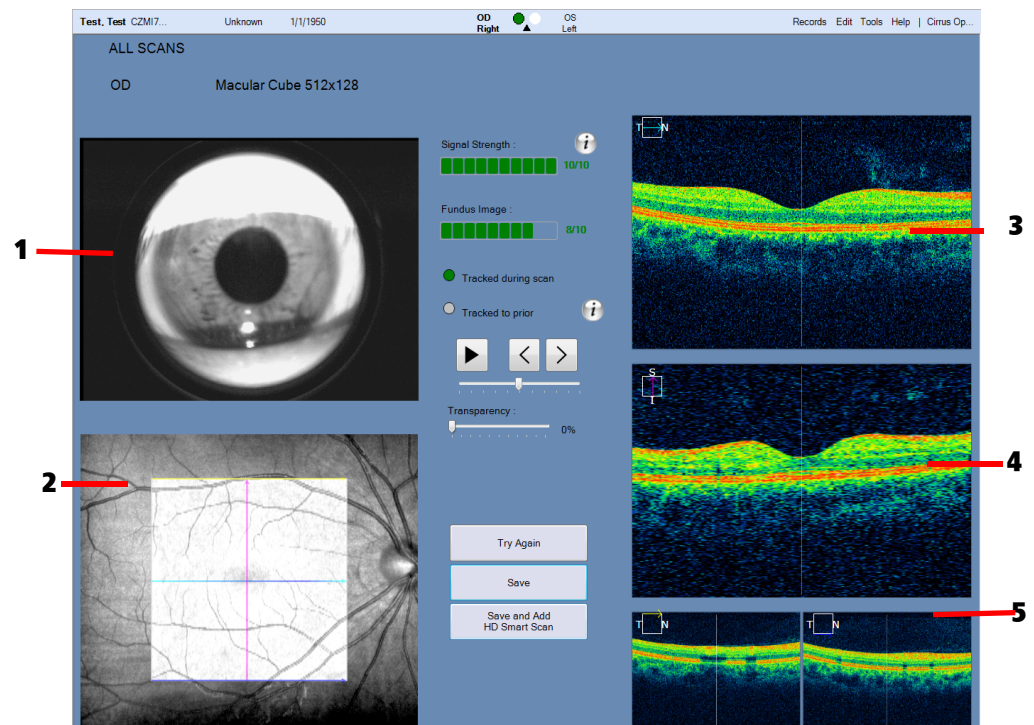 Test, Test CZMI7... Unknown 1/1/1950 OD Right OS Left Records Edit Tools Help | Cirrus Op...
ALL SCANS
OD Macular Cube 512x128
1
2
Signal Strength :
i
10/10
Fundus Image :
8/10
Tracked during scan
Tracked to prior
i
Transparency :
0%
Try Again
Save
Save and Add
HD Smart Scan
T N
3
S
I
4
5
T N
T N